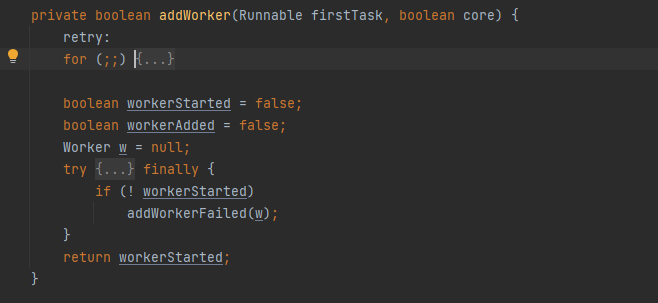 private boolean addWorker(Runnable firstTask, boolean core) {
retry:
for (;;) {...}
boolean workerStarted = false;
boolean workerAdded = false;
Worker w = null;
try {...} finally {
if (! workerStarted)
addWorkerFailed(w);
}
return workerStarted;
}